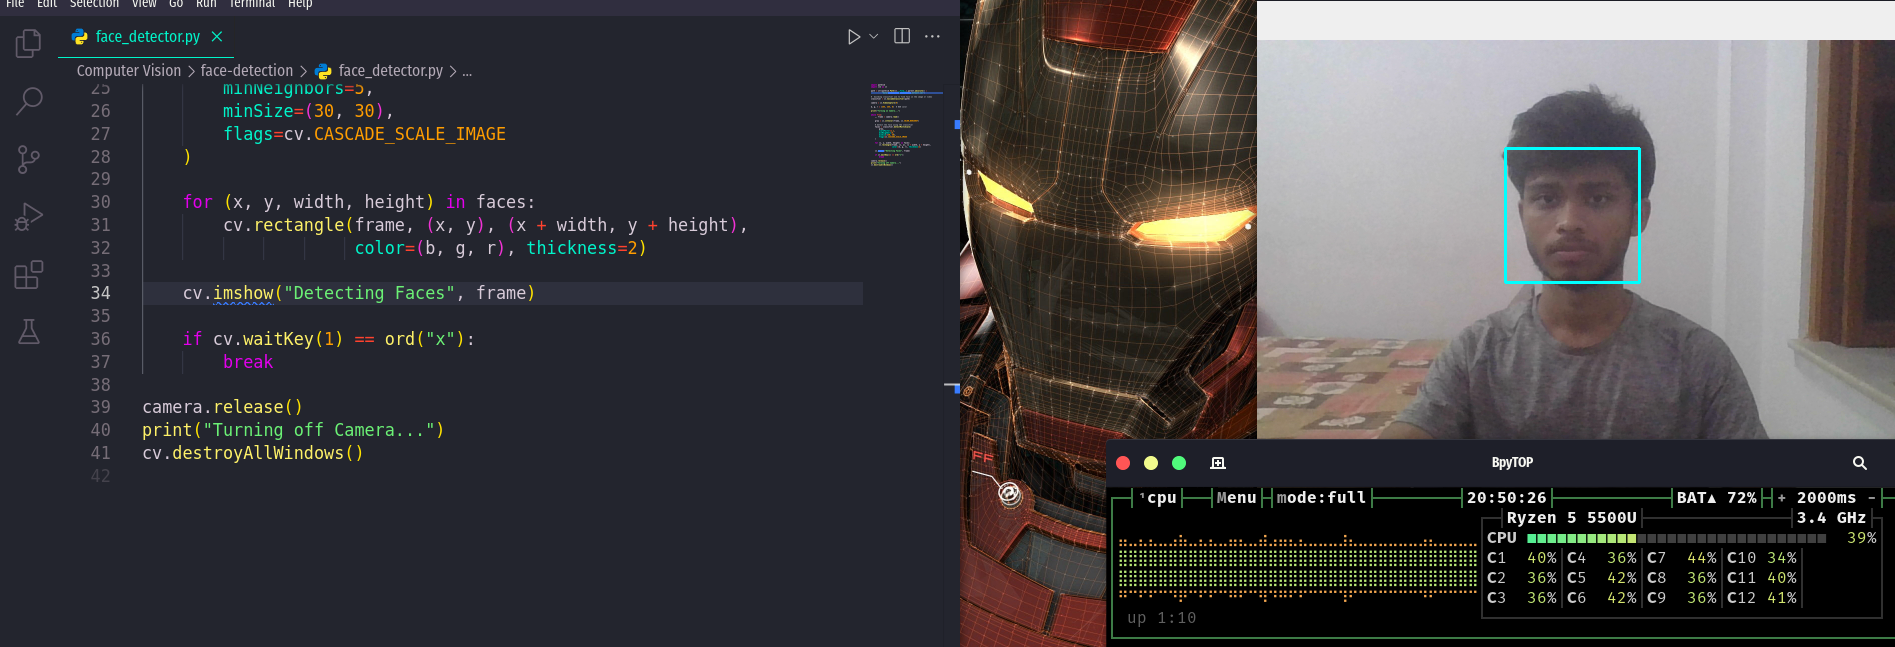 File Edit Selection View Go Run Terminal Help
face_detector.py
Computer Vision > face-detection > face_detector.py > ...
25 minNeighbors=5,
26 minSize=(30, 30),
27 flags=cv.CASCADE_SCALE_IMAGE
28 )
29
30 for (x, y, width, height) in faces:
31 cv.rectangle(frame, (x, y), (x + width, y + height),
32 color=(b, g, r), thickness=2)
33
34 cv.imshow("Detecting Faces", frame)
35
36 if cv.waitKey(1) == ord("x"):
37 break
38
39 camera.release()
40 print("Turning off Camera...")
41 cv.destroyAllWindows()
42
FF
BpyTOP
¹cpu Menu mode:full 20:50:26 BAT▲ 72% + 2000ms -
Ryzen 5 5500U 3.4 GHz
CPU 39%
C1 40% C4 36% C7 44% C10 34%
C2 36% C5 42% C8 36% C11 40%
C3 36% C6 42% C9 36% C12 41%
up 1:10